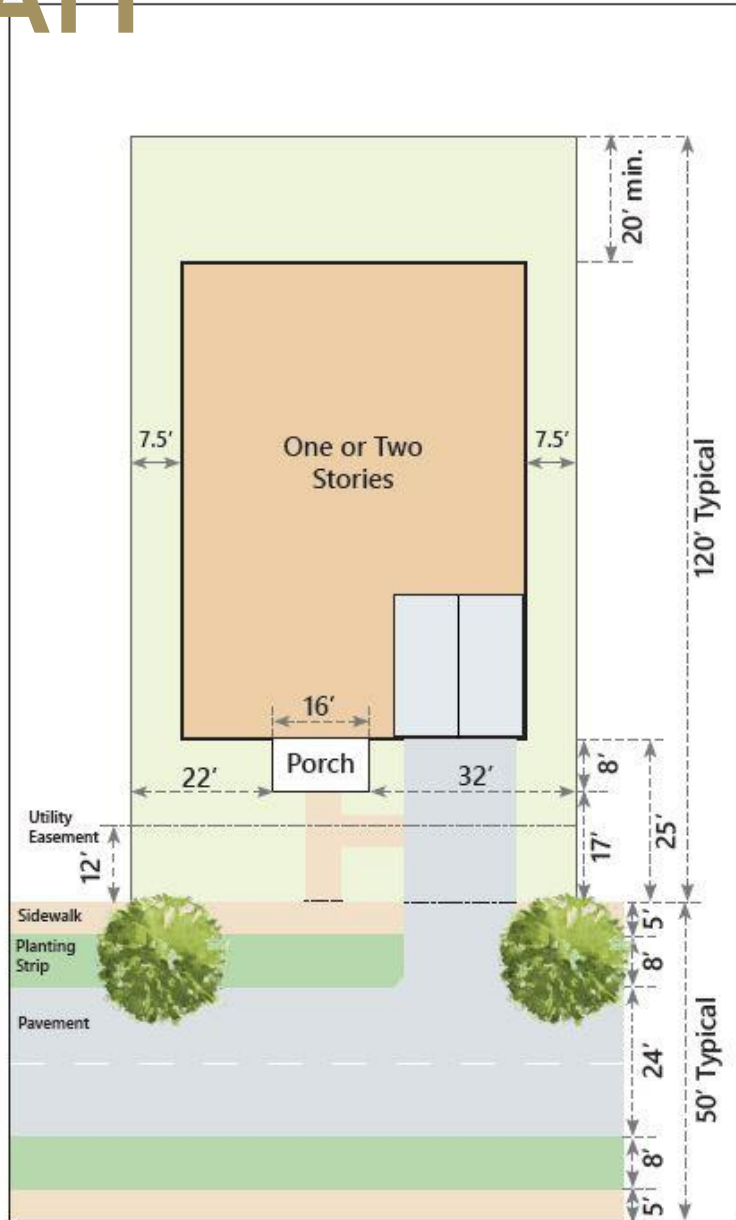 20' min.
7.5'
One or Two
Stories
7.5'
120' Typical
16'
Porch
22'
32'
8'
25'
17'
Utility
Easement
12'
Sidewalk
5'
Planting
Strip
8'
Pavement
24'
50' Typical
8'
5'